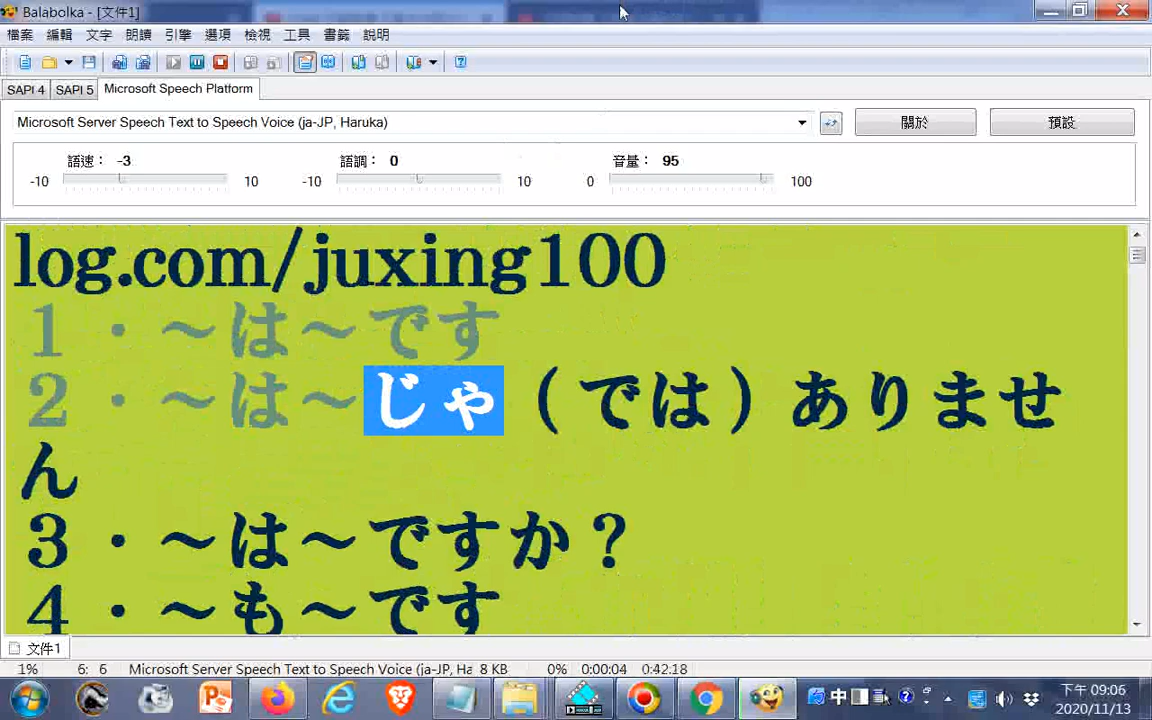 Balabolka - [文件1]
檔案 編輯 文字 朗讀 引擎 選項 檢視 工具 書籤 說明
SAPI 4 SAPI 5 Microsoft Speech Platform
Microsoft Server Speech Text to Speech Voice (ja-JP, Haruka) 關於 預設
語速： -3 語調： 0 音量： 95
-10 10 -10 10 0 100
log.com/juxing100
1・～は～です
2・～は～じゃ（では）ありませ
ん
3・～は～ですか？
4・～も～です
文件1
1% 6: 6 Microsoft Server Speech Text to Speech Voice (ja-JP, Ha 8 KB 0% 0:00:04 0:42:18
中 下午 09:06
2020/11/13